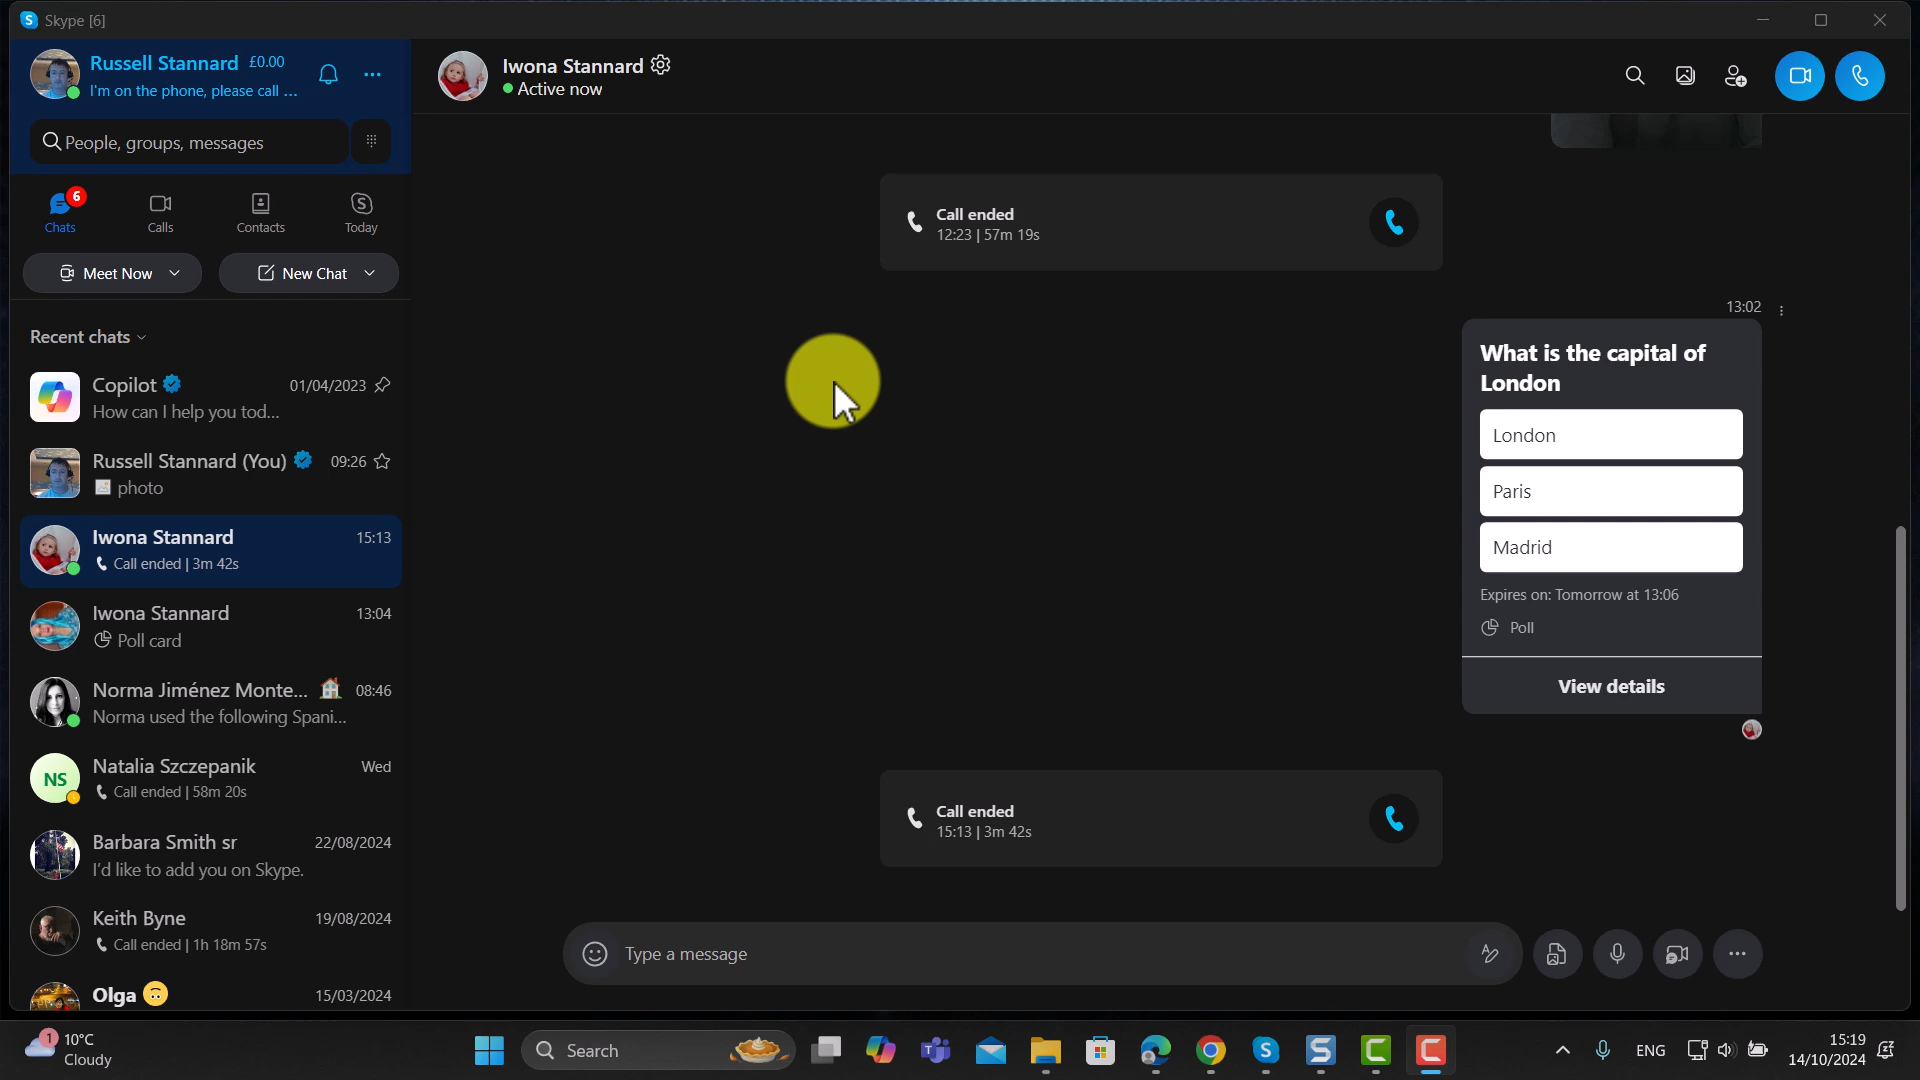 Skype [6]
Russell Stannard £0.00
I'm on the phone, please call ...
People, groups, messages
6
Chats
Calls
Contacts
Today
Meet Now
New Chat
Recent chats
Copilot 01/04/2023
How can I help you tod...
Russell Stannard (You) 09:26
photo
Iwona Stannard 15:13
Call ended | 3m 42s
Iwona Stannard 13:04
Poll card
Norma Jiménez Monte... 08:46
Norma used the following Spani...
NS
Natalia Szczepanik Wed
Call ended | 58m 20s
Barbara Smith sr 22/08/2024
I'd like to add you on Skype.
Keith Byne 19/08/2024
Call ended | 1h 18m 57s
Olga 15/03/2024
Iwona Stannard
Active now
Call ended
12:23 | 57m 19s
13:02
What is the capital of
London
London
Paris
Madrid
Expires on: Tomorrow at 13:06
Poll
View details
Call ended
15:13 | 3m 42s
Type a message
1
10°C
Cloudy
Search
ENG
15:19
14/10/2024